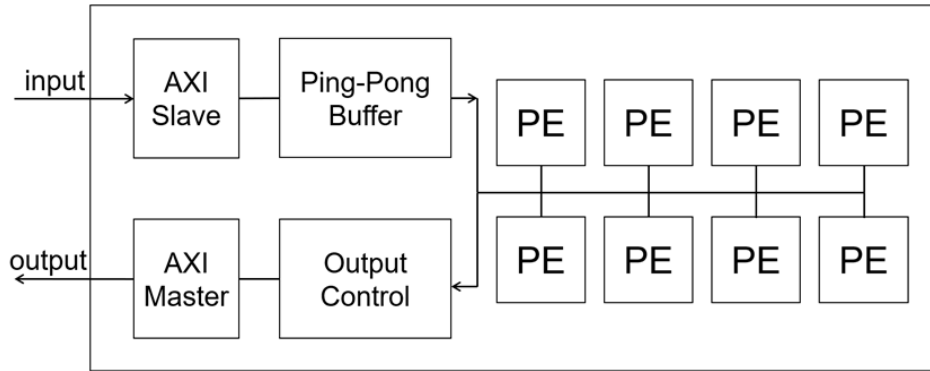 input
AXI
Slave
Ping-Pong
Buffer
PE PE PE PE
output
AXI
Master
Output
Control
PE PE PE PE